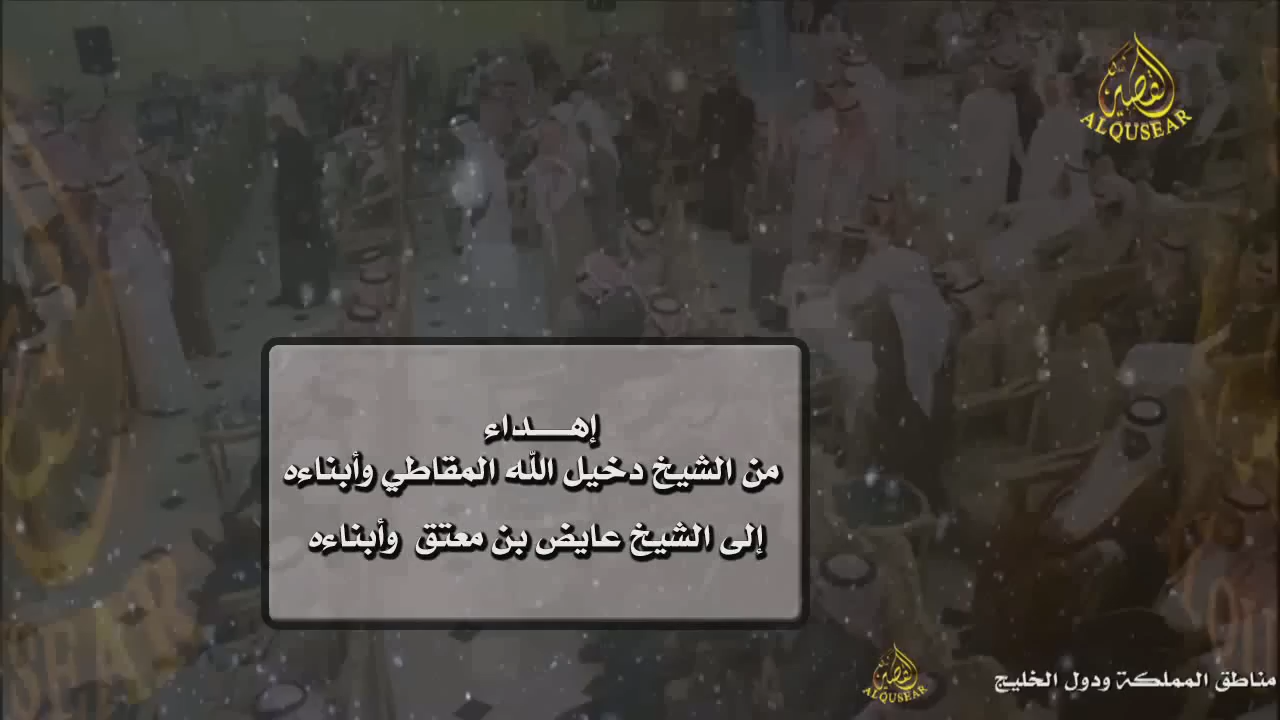 القصير
ALQUSEAR
إهــــداء
من الشيخ دخيل الله المقاطي وأبناءه
إلى الشيخ عايض بن معتق وأبناءه
القصير
ALQUSEAR
مناطق المملكة ودول الخليج